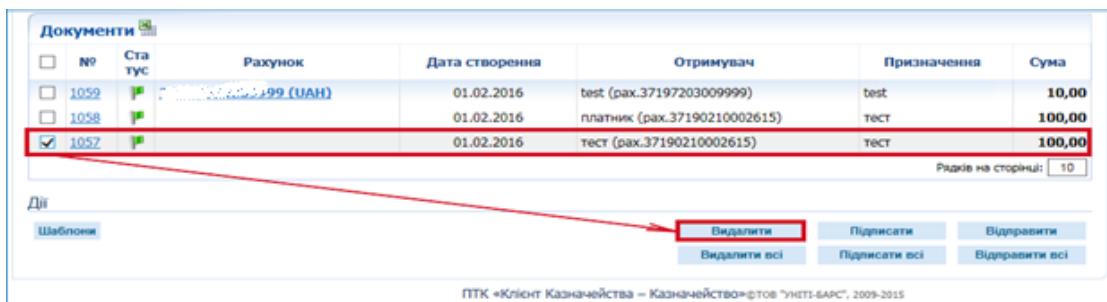 Документи
№ Ста тус Рахунок Дата створення Отримувач Призначення Сума
1059 99 (UAH) 01.02.2016 test (рах.37197203009999) test 10,00
1058 01.02.2016 платник (рах.37190210002615) тест 100,00
1057 01.02.2016 тест (рах.37190210002615) тест 100,00
Рядків на сторінці: 10
Дії
Шаблони Видалити Підписати Відправити
Видалити всі Підписати всі Відправити всі
ПТК «Клієнт Казначейства – Казначейство»©ТОВ "УНІТІ-БАРС", 2009-2015